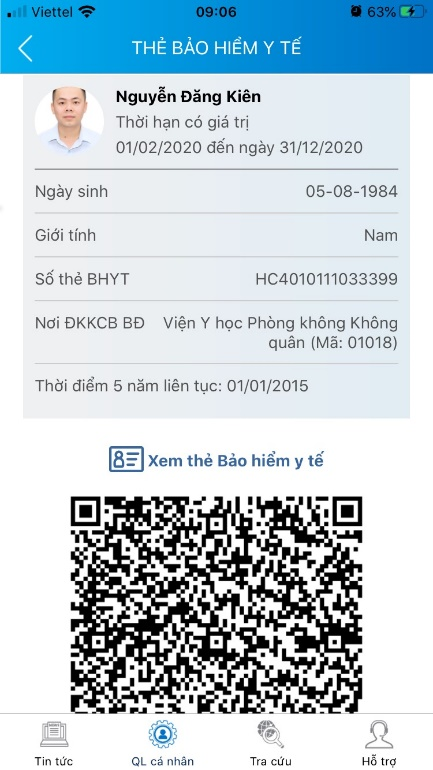 Viettel 09:06 63%
THẺ BẢO HIỂM Y TẾ
Nguyễn Đăng Kiên
Thời hạn có giá trị
01/02/2020 đến ngày 31/12/2020
Ngày sinh 05-08-1984
Giới tính Nam
Số thẻ BHYT HC4010111033399
Nơi ĐKKCB BĐ Viện Y học Phòng không Không
quân (Mã: 01018)
Thời điểm 5 năm liên tục: 01/01/2015
Xem thẻ Bảo hiểm y tế
Tin tức QL cá nhân Tra cứu Hỗ trợ